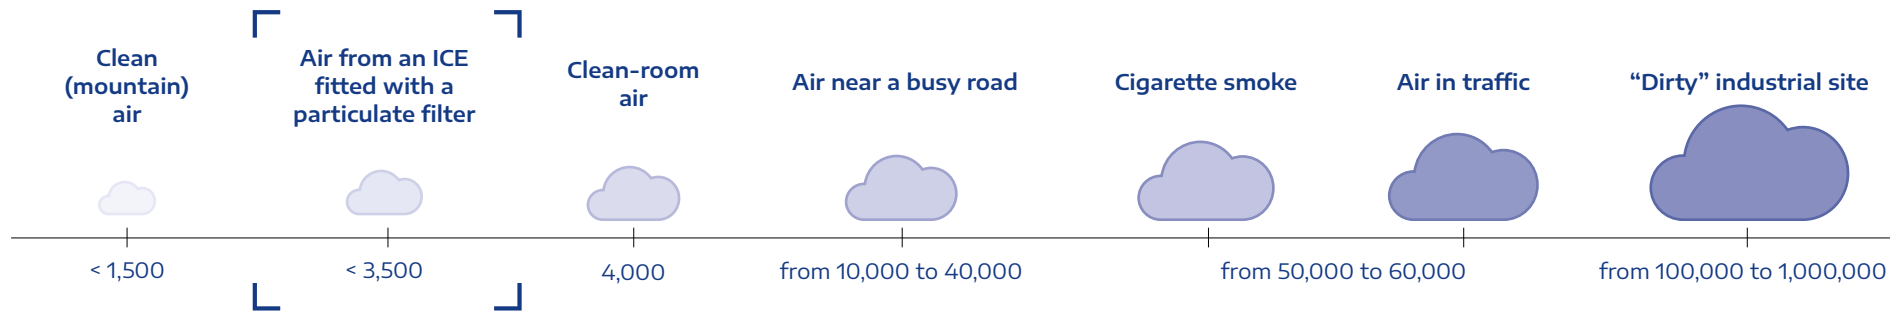 Clean
(mountain)
air
Air from an ICE
fitted with a
particulate filter
Clean-room
air
Air near a busy road
Cigarette smoke
Air in traffic
“Dirty” industrial site
< 1,500
< 3,500
4,000
from 10,000 to 40,000
from 50,000 to 60,000
from 100,000 to 1,000,000